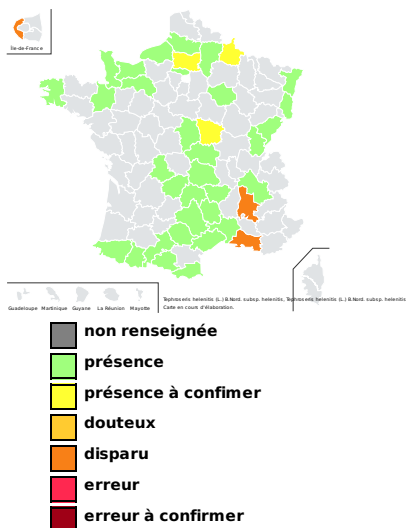 Île-de-France
Guadeloupe Martinique Guyane La Réunion Mayotte
Tephroseris helenitis (L.) B.Nord. subsp. helenitis, Tephroseris helenitis (L.) B.Nord. subsp. helenitis
Carte en cours d'élaboration.
non renseignée
présence
présence à confimer
douteux
disparu
erreur
erreur à confirmer